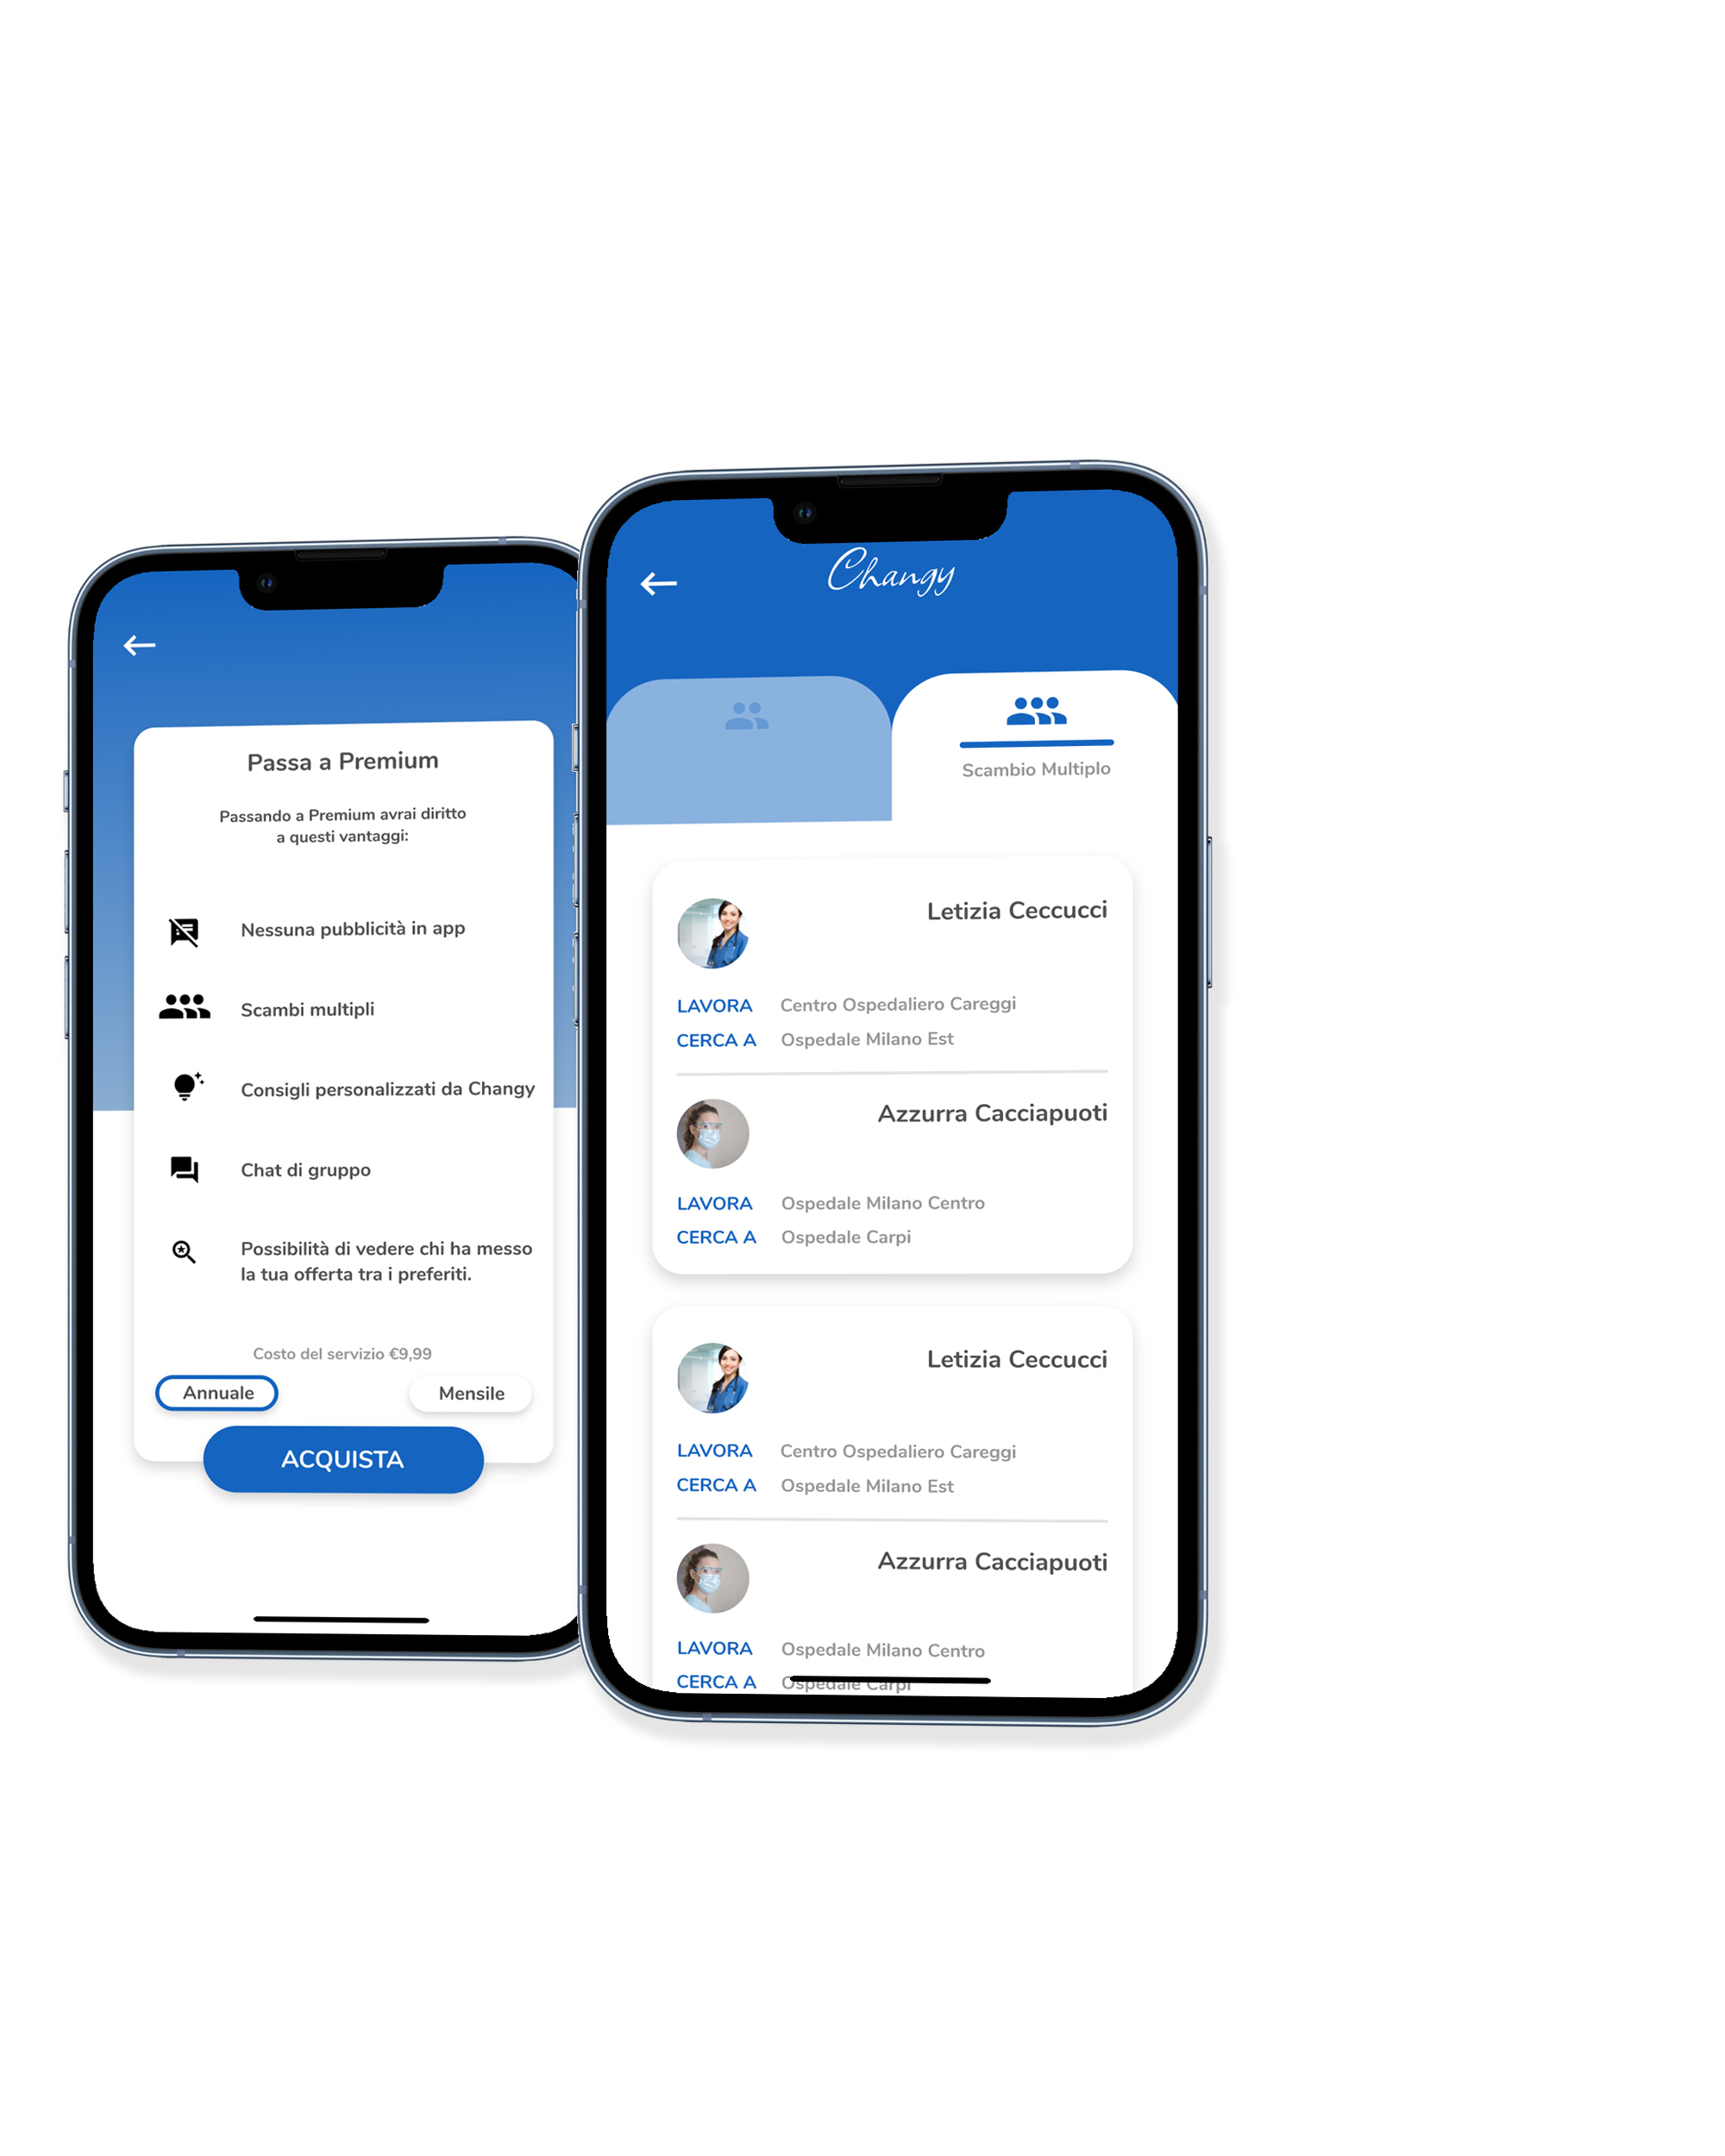 Passa a Premium
Passando a Premium avrai diritto
a questi vantaggi:
Nessuna pubblicità in app
Scambi multipli
Consigli personalizzati da Changy
Chat di gruppo
Possibilità di vedere chi ha messo
la tua offerta tra i preferiti.
Costo del servizio €9,99
Annuale Mensile
ACQUISTA
Changy
Scambio Multiplo
Letizia Ceccucci
LAVORA Centro Ospedaliero Careggi
CERCA A Ospedale Milano Est
Azzurra Cacciapuoti
LAVORA Ospedale Milano Centro
CERCA A Ospedale Carpi
Letizia Ceccucci
LAVORA Centro Ospedaliero Careggi
CERCA A Ospedale Milano Est
Azzurra Cacciapuoti
LAVORA Ospedale Milano Centro
CERCA A Ospedale Carpi